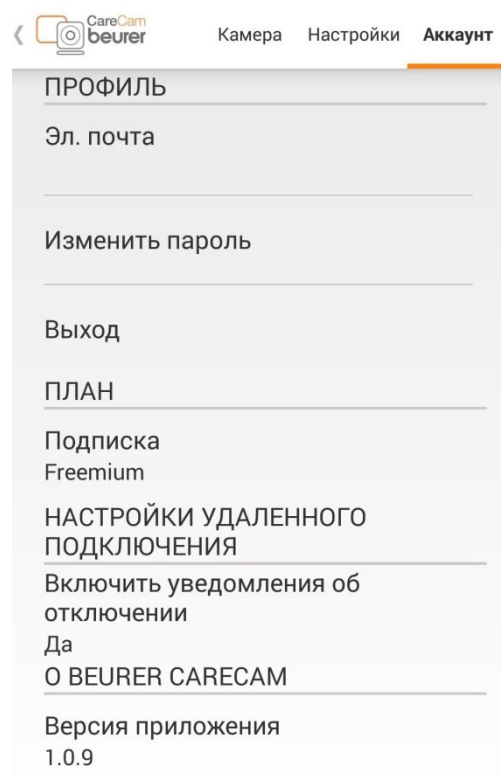 CareCam
beurer
Камера Настройки Аккаунт
ПРОФИЛЬ
Эл. почта
Изменить пароль
Выход
ПЛАН
Подписка
Freemium
НАСТРОЙКИ УДАЛЕННОГО
ПОДКЛЮЧЕНИЯ
Включить уведомления об
отключении
Да
О BEURER CARECAM
Версия приложения
1.0.9